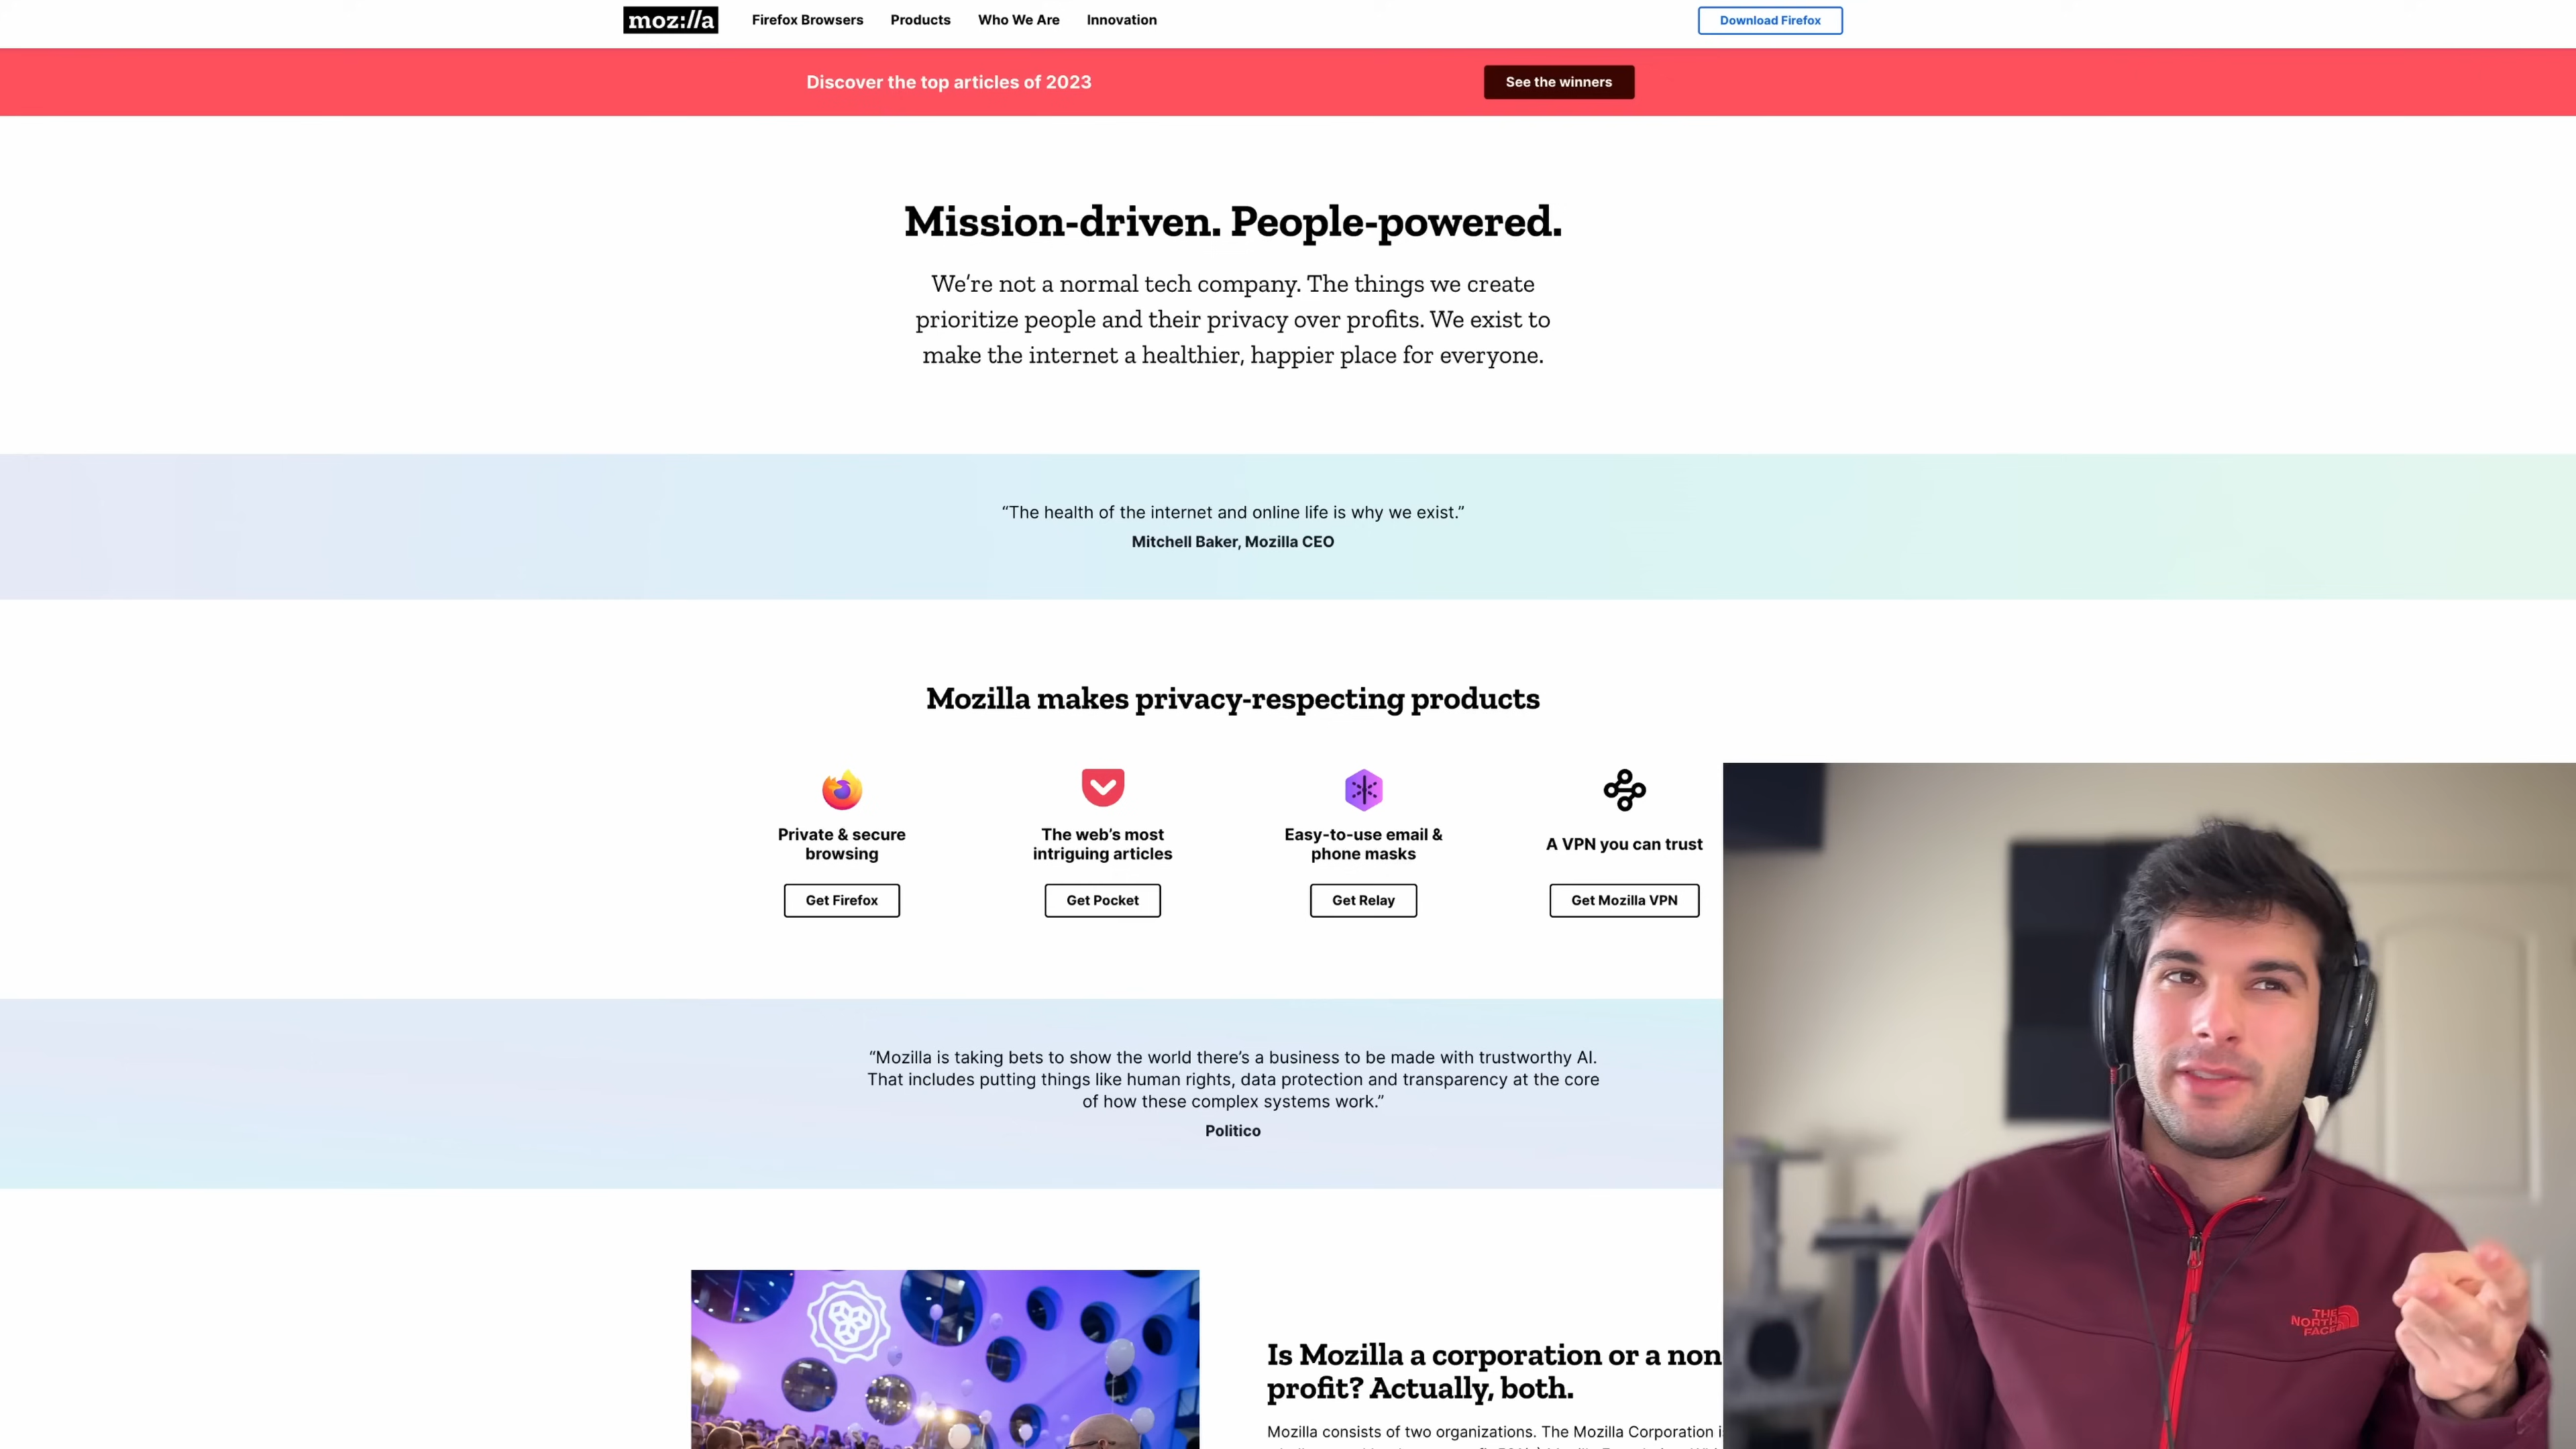 moz://a
Firefox Browsers
Products
Who We Are
Innovation
Download Firefox
Discover the top articles of 2023
See the winners
Mission-driven. People-powered.
We’re not a normal tech company. The things we create
prioritize people and their privacy over profits. We exist to
make the internet a healthier, happier place for everyone.
“The health of the internet and online life is why we exist.”
Mitchell Baker, Mozilla CEO
Mozilla makes privacy-respecting products
Private & secure
browsing
Get Firefox
The web’s most
intriguing articles
Get Pocket
Easy-to-use email &
phone masks
Get Relay
A VPN you can trust
Get Mozilla VPN
“Mozilla is taking bets to show the world there’s a business to be made with trustworthy AI.
That includes putting things like human rights, data protection and transparency at the core
of how these complex systems work.”
Politico
Is Mozilla a corporation or a non
profit? Actually, both.
Mozilla consists of two organizations. The Mozilla Corporation
THE
NORTH
FACE